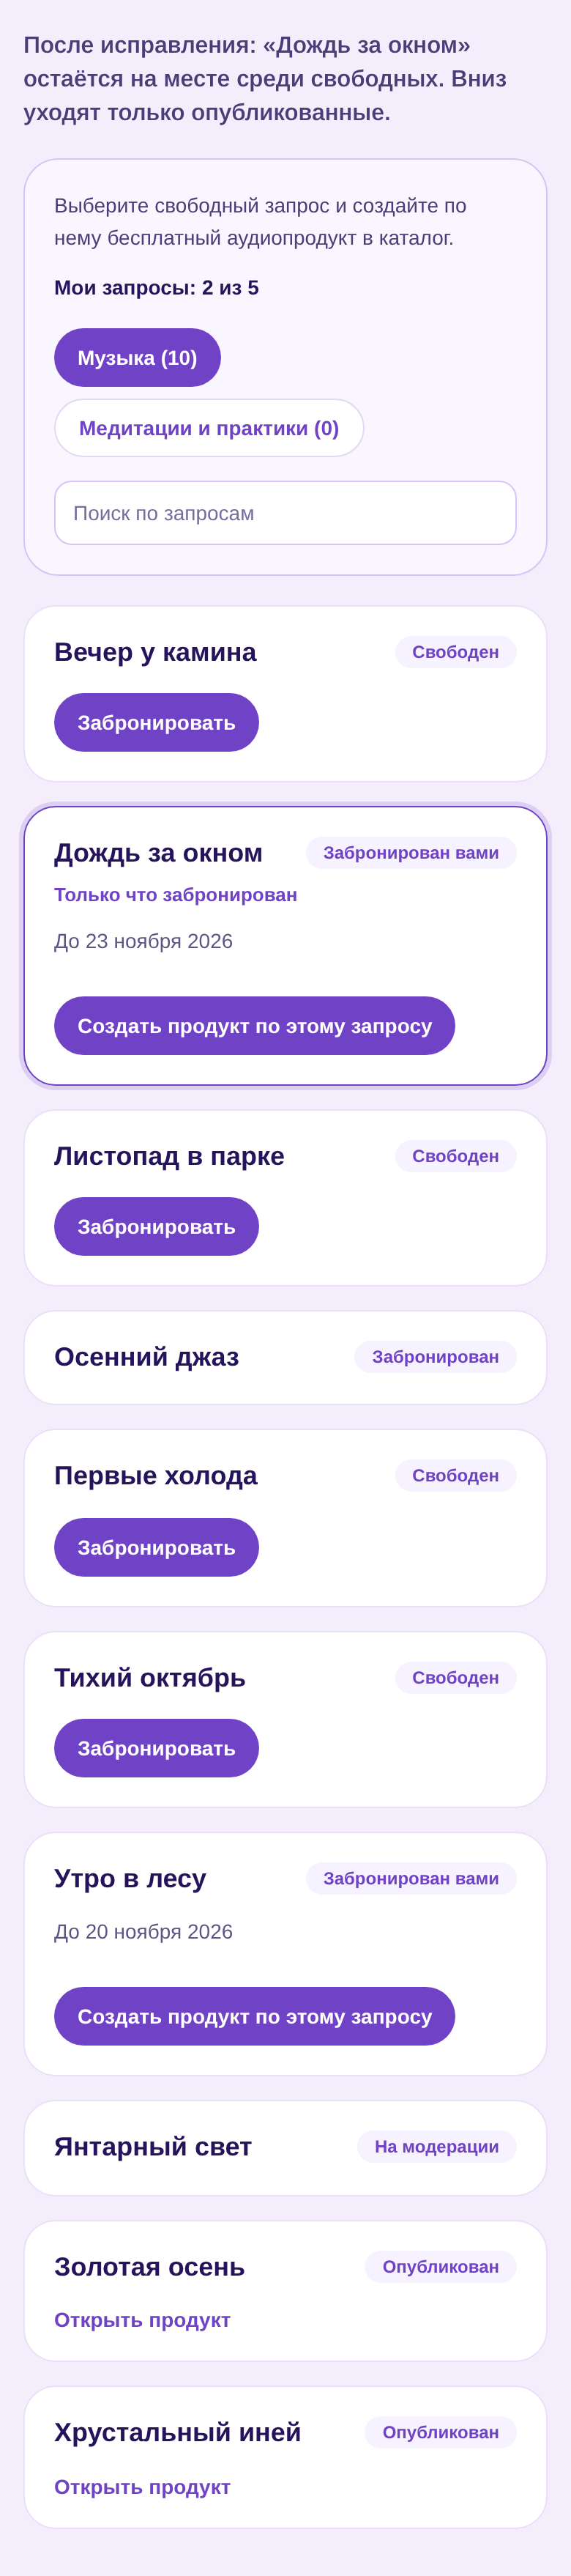 После исправления: «Дождь за окном»
остаётся на месте среди свободных. Вниз
уходят только опубликованные.
Выберите свободный запрос и создайте по
нему бесплатный аудиопродукт в каталог.
Мои запросы: 2 из 5
Музыка (10)
Медитации и практики (0)
Поиск по запросам
Вечер у камина
Свободен
Забронировать
Дождь за окном
Забронирован вами
Только что забронирован
До 23 ноября 2026
Создать продукт по этому запросу
Листопад в парке
Свободен
Забронировать
Осенний джаз
Забронирован
Первые холода
Свободен
Забронировать
Тихий октябрь
Свободен
Забронировать
Утро в лесу
Забронирован вами
До 20 ноября 2026
Создать продукт по этому запросу
Янтарный свет
На модерации
Золотая осень
Опубликован
Открыть продукт
Хрустальный иней
Опубликован
Открыть продукт